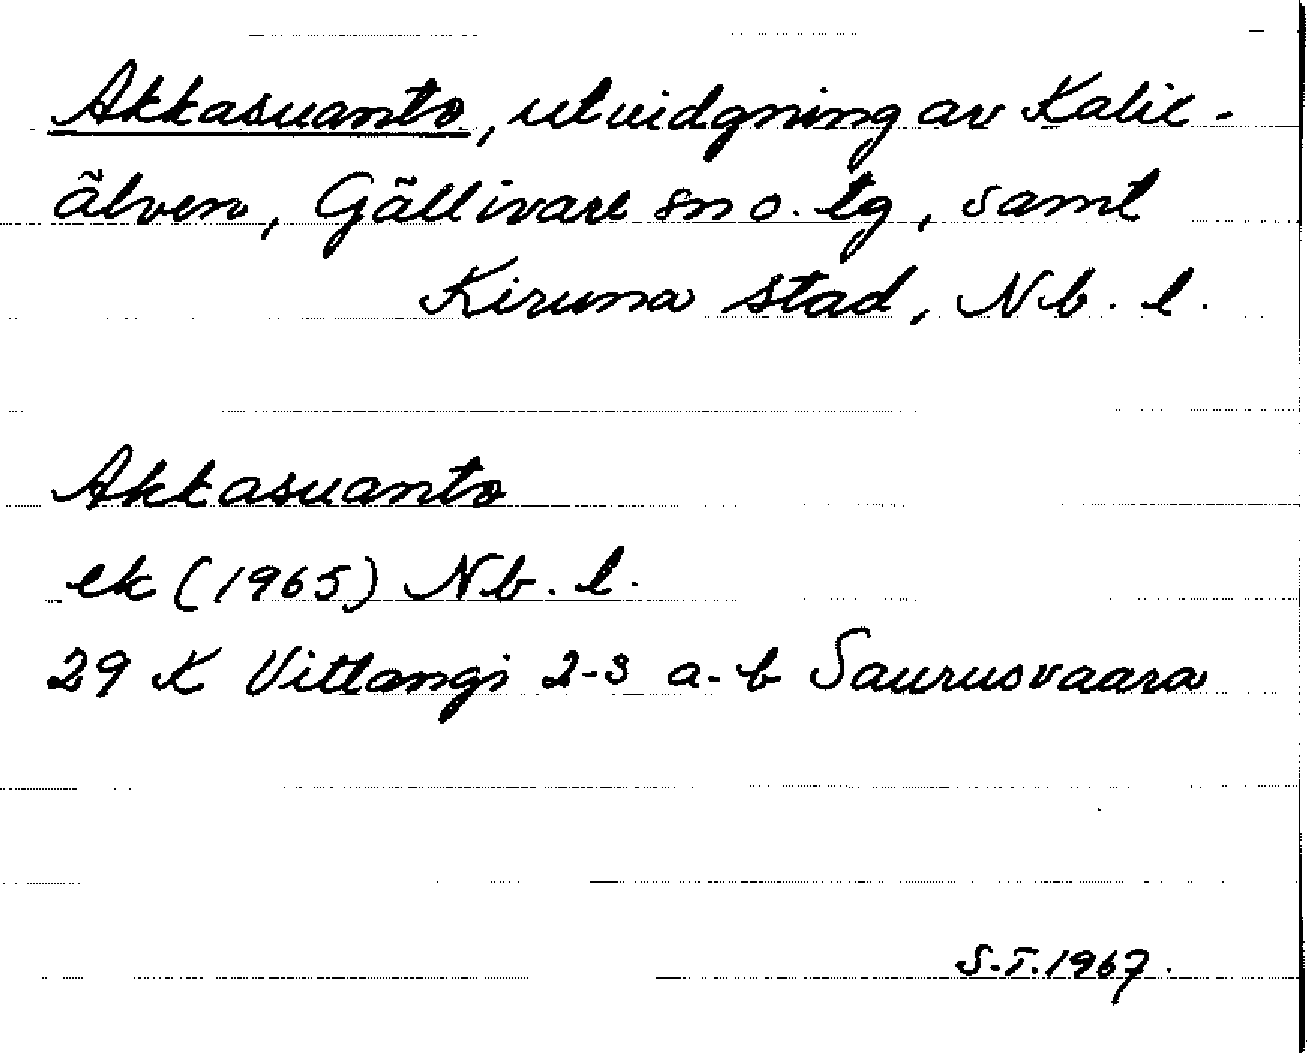 Akkasuanto, utvidgning av Kalix-
älven, Gällivare sn o. tg, samt
Kiruna stad, Nb. l.
Akkasuanto
ek (1965) Nb. l.
29 K Vittangi 2-3 a-b Saurusvaara
S.T. 1967.